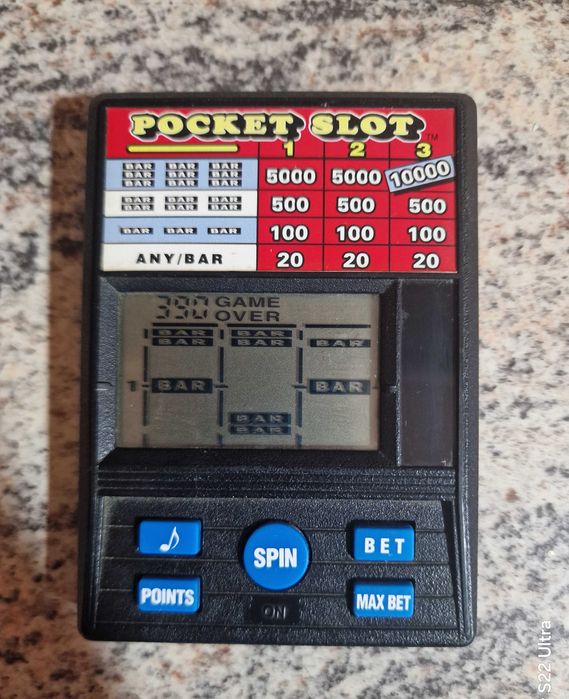 POCKET SLOT™
1 2 3
BAR BAR BAR 5000 5000 10000
BAR BAR BAR
BAR BAR BAR
BAR BAR BAR 500 500 500
BAR BAR BAR
BAR BAR BAR 100 100 100
ANY/BAR 20 20 20
390 GAME
OVER
BAR BAR
BAR BAR BAR
1 BAR BAR
BAR
BAR
♪ SPIN BET
POINTS ON MAX BET
S22 Ultra